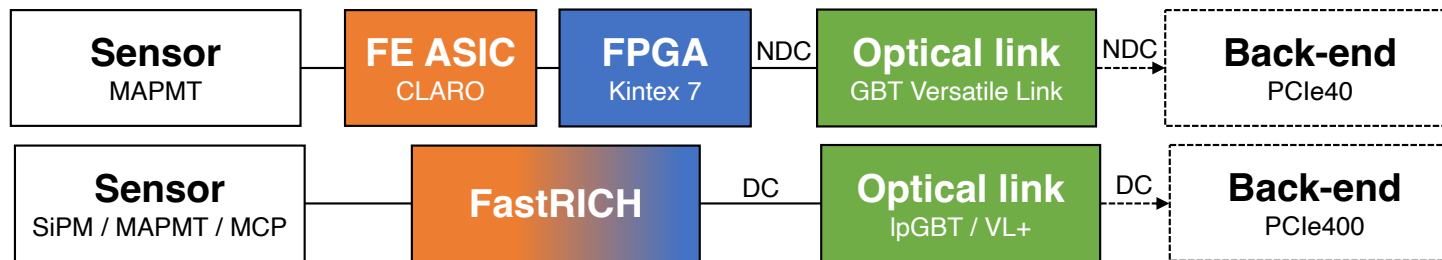 Sensor
MAPMT
FE ASIC
CLARO
FPGA
Kintex 7
NDC
Optical link
GBT Versatile Link
NDC
Back-end
PCIe40
Sensor
SiPM / MAPMT / MCP
FastRICH
DC
Optical link
lpGBT / VL+
DC
Back-end
PCIe400